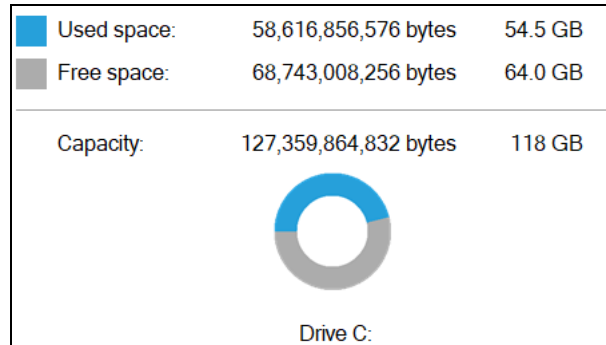 Used space: 58,616,856,576 bytes 54.5 GB
Free space: 68,743,008,256 bytes 64.0 GB
Capacity: 127,359,864,832 bytes 118 GB
Drive C: